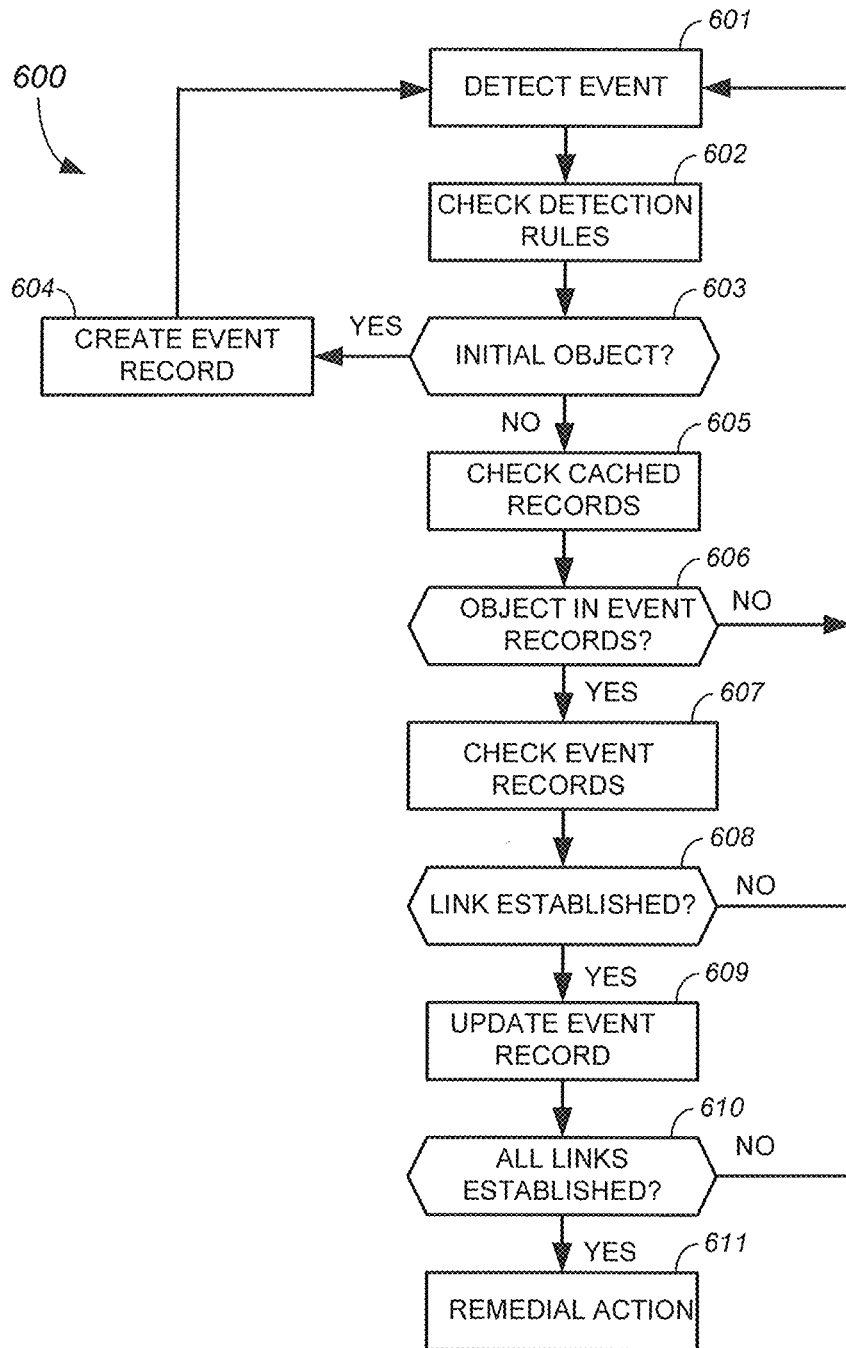 601
600
DETECT EVENT
602
CHECK DETECTION
RULES
604
603
YES
CREATE EVENT
RECORD
INITIAL OBJECT?
NO
605
CHECK CACHED
RECORDS
606
OBJECT IN EVENT
RECORDS?
NO
YES
607
CHECK EVENT
RECORDS
608
LINK ESTABLISHED?
NO
YES
609
UPDATE EVENT
RECORD
610
ALL LINKS
ESTABLISHED?
NO
YES
611
REMEDIAL ACTION